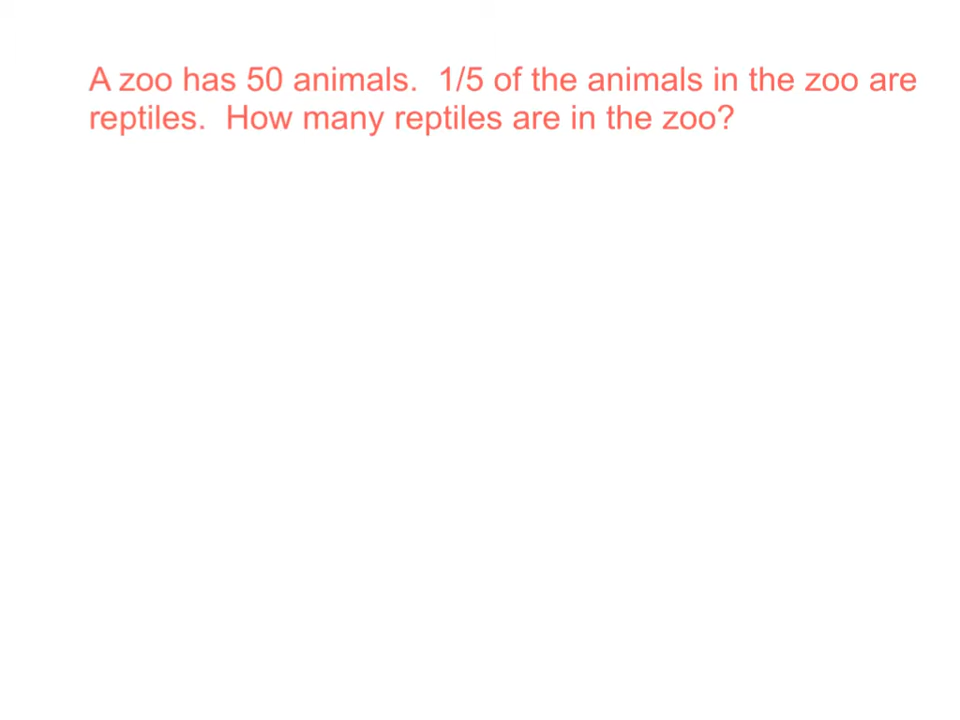 A zoo has 50 animals.  1/5 of the animals in the zoo are
reptiles.  How many reptiles are in the zoo?